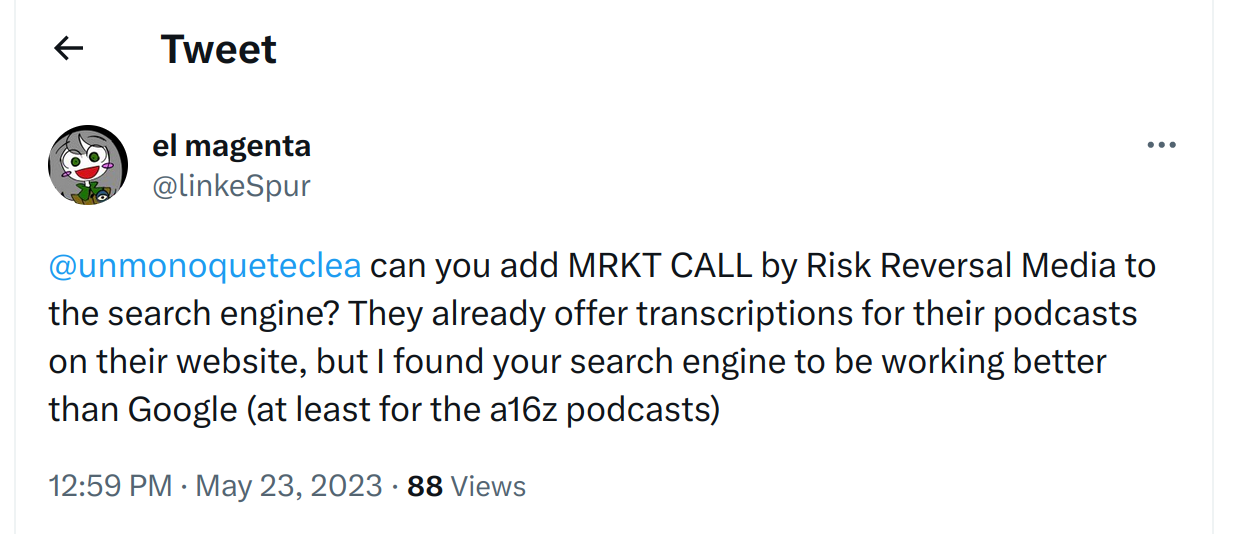 Tweet
el magenta
@linkeSpur
@unmonoqueteclea can you add MRKT CALL by Risk Reversal Media to
the search engine? They already offer transcriptions for their podcasts
on their website, but I found your search engine to be working better
than Google (at least for the a16z podcasts)
12:59 PM · May 23, 2023 · 88 Views